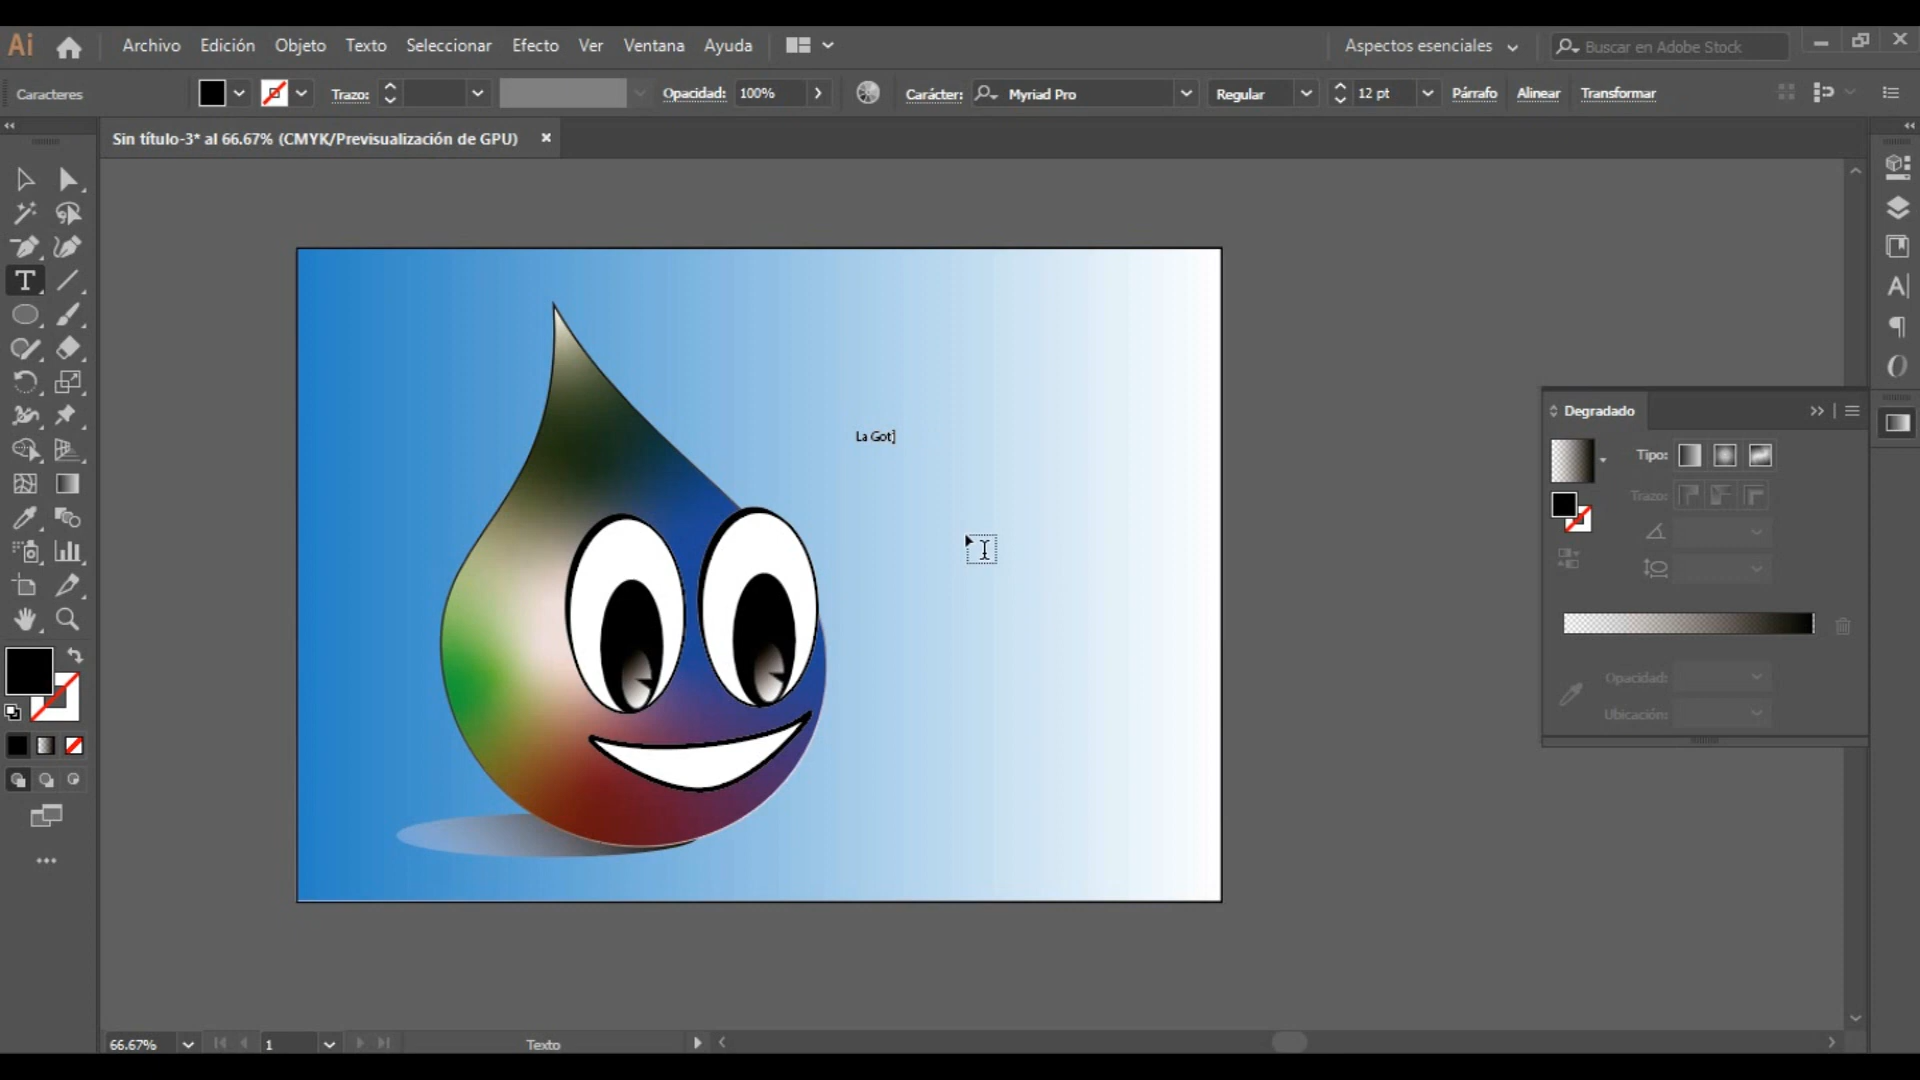 Ai Archivo Edición Objeto Texto Seleccionar Efecto Ver Ventana Ayuda Aspectos esenciales Buscar en Adobe Stock
Caracteres Trazo: Opacidad: 100% Carácter: Myriad Pro Regular 12 pt Párrafo Alinear Transformar
Sin título-3* al 66.67% (CMYK/Previsualización de GPU)
La Got
Degradado
Tipo:
Trazo:
Opacidad:
Ubicación:
66.67% 1 Texto